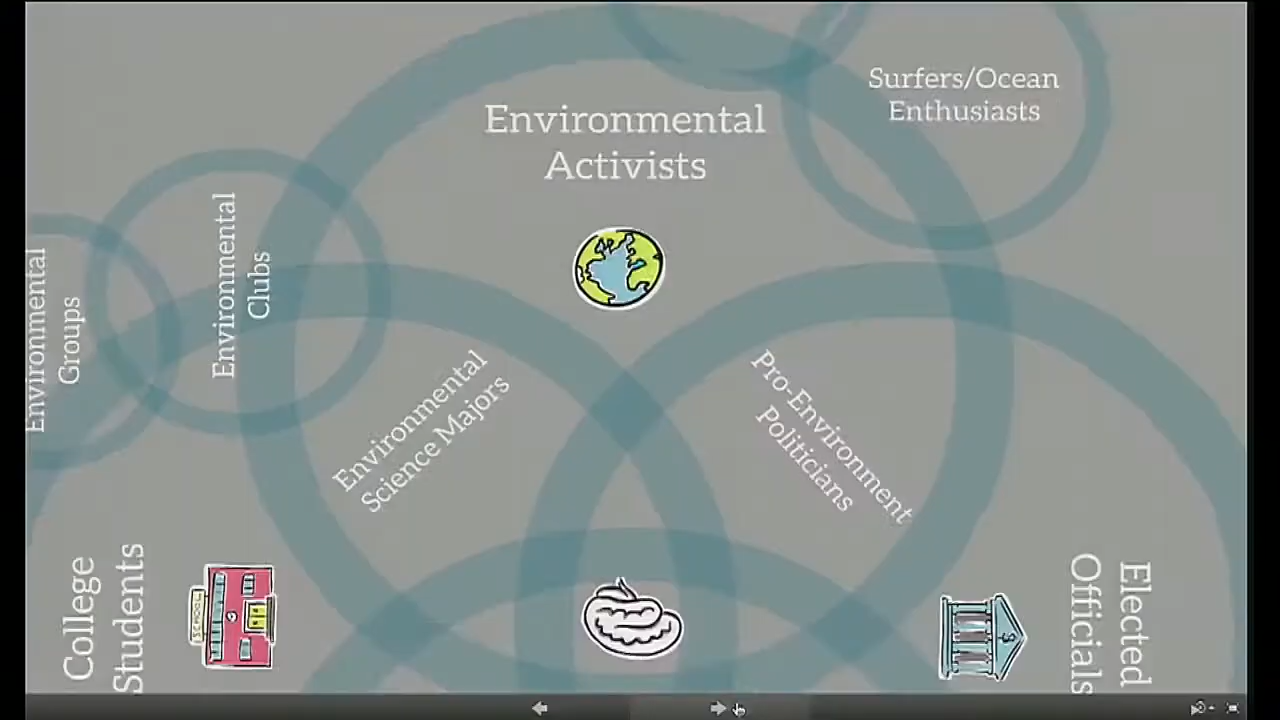 Surfers/Ocean
Enthusiasts
Environmental
Activists
Environmental
Clubs
Environmental
Groups
Environmental
Science Majors
Pro-Environment
Politicians
College
Students
SCHOOL
Elected
Officials